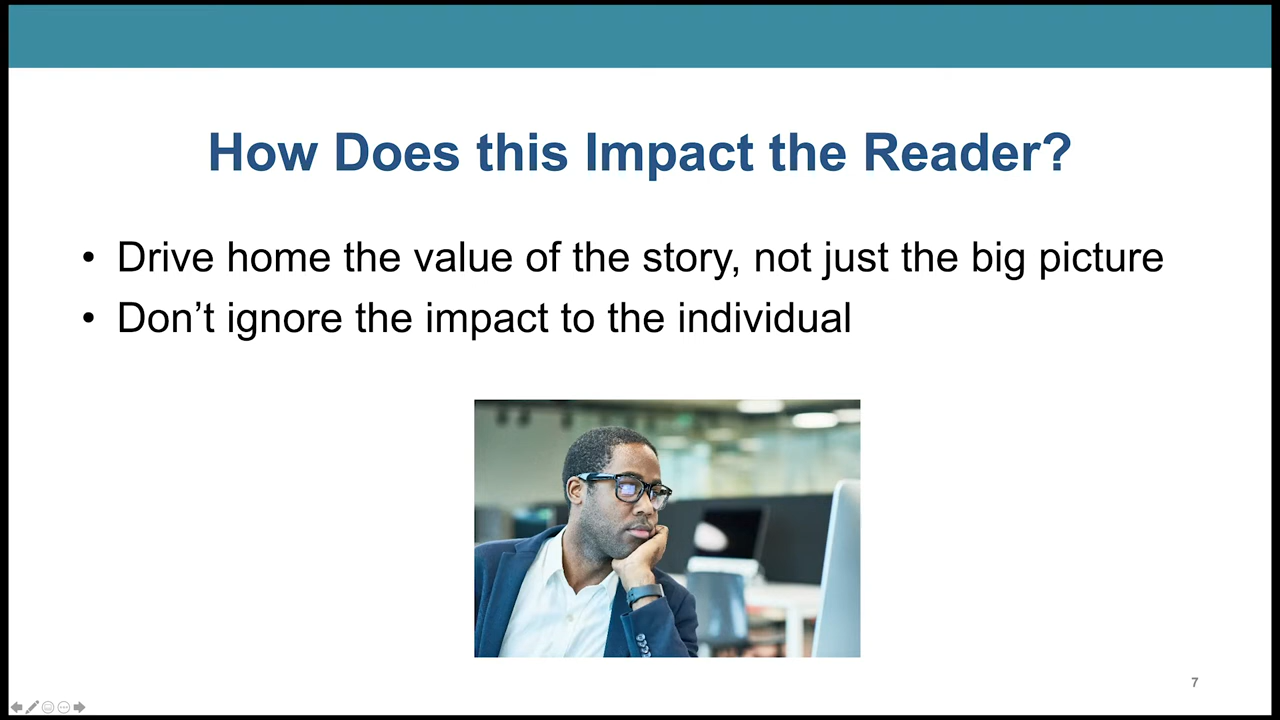 How Does this Impact the Reader?
• Drive home the value of the story, not just the big picture
• Don’t ignore the impact to the individual
7